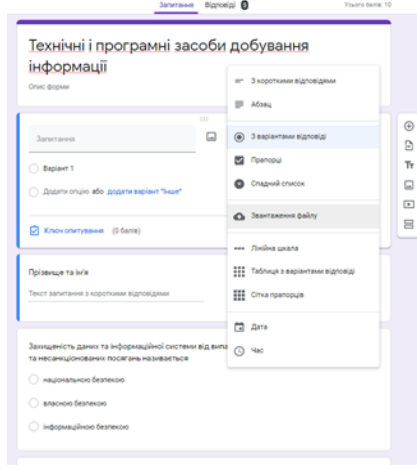 Запитання Відповіді 3 Усього балів: 10
Технічні і програмні засоби добування
інформації
Опис форми
Запитання
Варіант 1
Додати опцію або додати варіант "Інше"
Ключ опитування (0 балів)
З короткими відповідями
Абзац
З варіантами відповіді
Прапорці
Спадний список
Звантаження файлу
Лінійна шкала
Таблиця з варіантами відповіді
Сітка прапорців
Дата
Час
Tт
Прізвище та ім'я
Текст запитання з короткими відповідями
Захищеність даних та інформаційної системи від
та несанкціонованих посягань називається
національною безпекою
власною безпекою
інформаційною безпекою